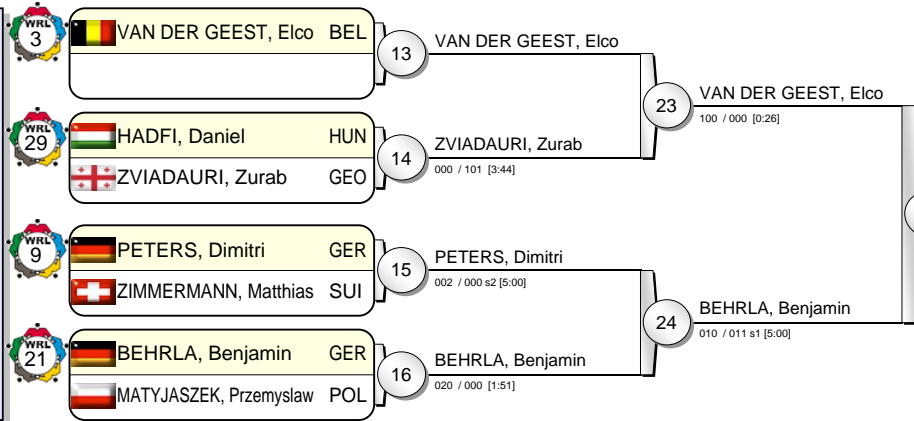 WRL
3
VAN DER GEEST, Elco BEL
13
VAN DER GEEST, Elco
23
VAN DER GEEST, Elco
100 / 000 [0:26]
WRL
29
HADFI, Daniel HUN
ZVIADAURI, Zurab GEO
14
ZVIADAURI, Zurab
000 / 101 [3:44]
WRL
9
PETERS, Dimitri GER
ZIMMERMANN, Matthias SUI
15
PETERS, Dimitri
002 / 000 s2 [5:00]
24
BEHRLA, Benjamin
010 / 011 s1 [5:00]
WRL
21
BEHRLA, Benjamin GER
MATYJASZEK, Przemyslaw POL
16
BEHRLA, Benjamin
020 / 000 [1:51]